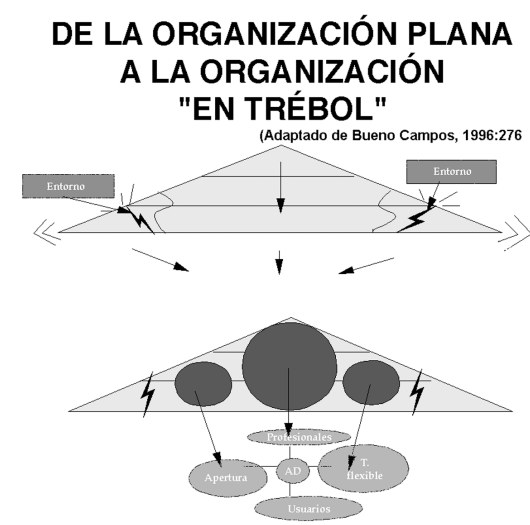 DE LA ORGANIZACIÓN PLANA
A LA ORGANIZACIÓN
"EN TRÉBOL"
(Adaptado de Bueno Campos, 1996:276
Entorno
Entorno
Profesionales
Apertura
AD
T.
flexible
Usuarios